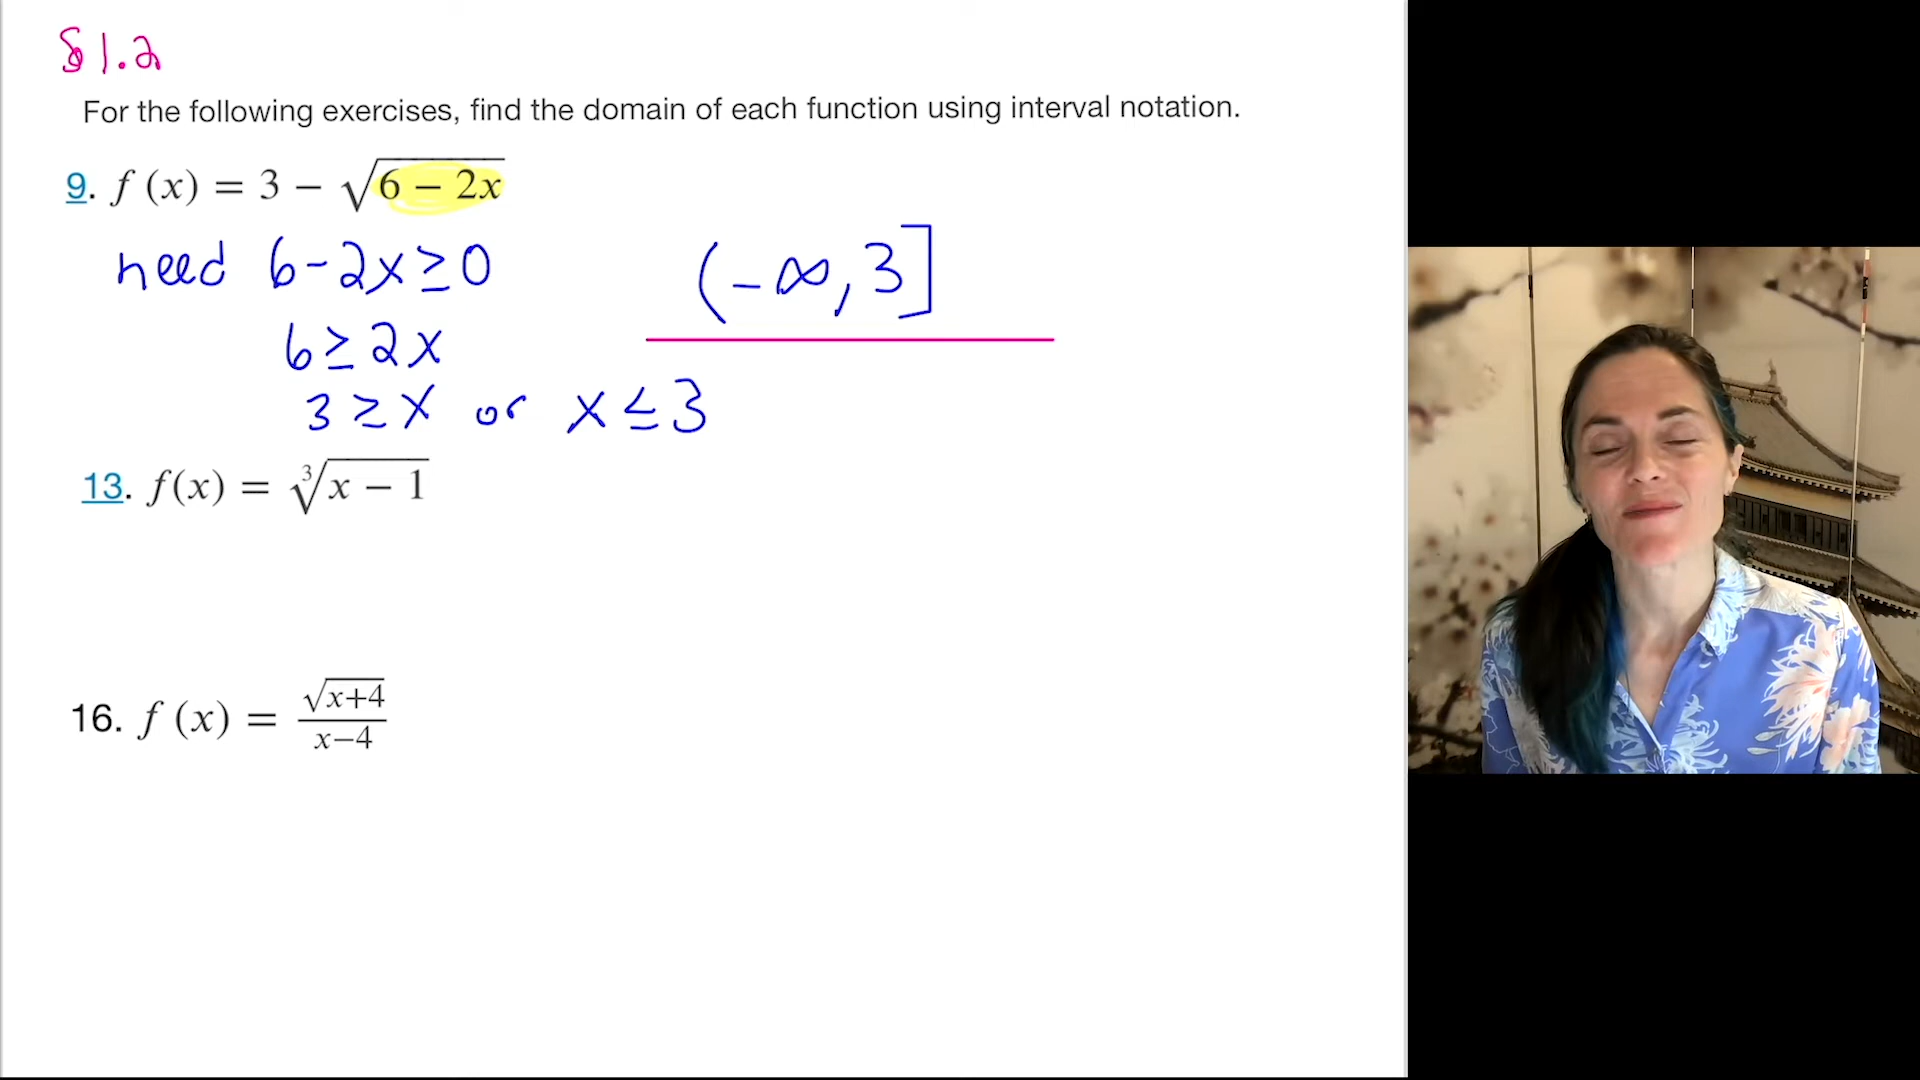 §1.2
For the following exercises, find the domain of each function using interval notation.
9. f (x) = 3 − √(6 − 2x)
need 6-2x≥0
(-∞,3]
6≥2x
3≥x or x≤3
13. f(x) = ∛(x − 1)
16. f (x) = √(x+4)/(x−4)